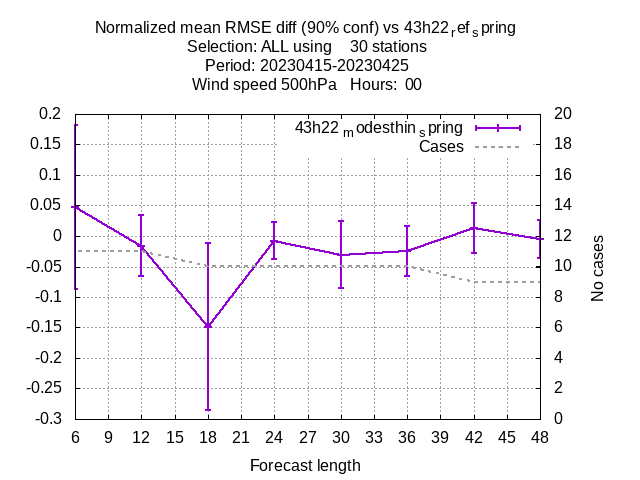 Normalized mean RMSE diff (90% conf) vs 43h22refspring
Selection: ALL using 30 stations
Period: 20230415-20230425
Wind speed 500hPa Hours: 00
43h22modesthinspring
Cases
0.2
0.15
0.1
0.05
0
-0.05
-0.1
-0.15
-0.2
-0.25
-0.3
20
18
16
14
12
10
8
6
4
2
0
No cases
6 9 12 15 18 21 24 27 30 33 36 39 42 45 48
Forecast length